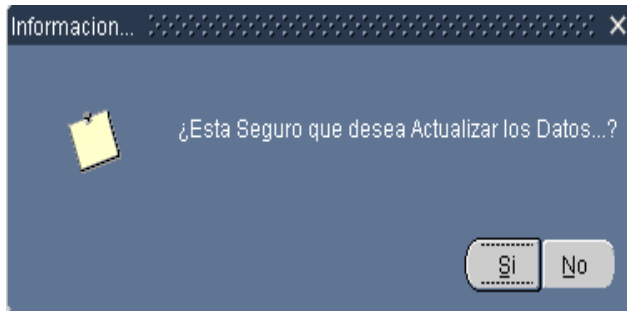 Informacion...
¿Esta Seguro que desea Actualizar los Datos...?
Si No